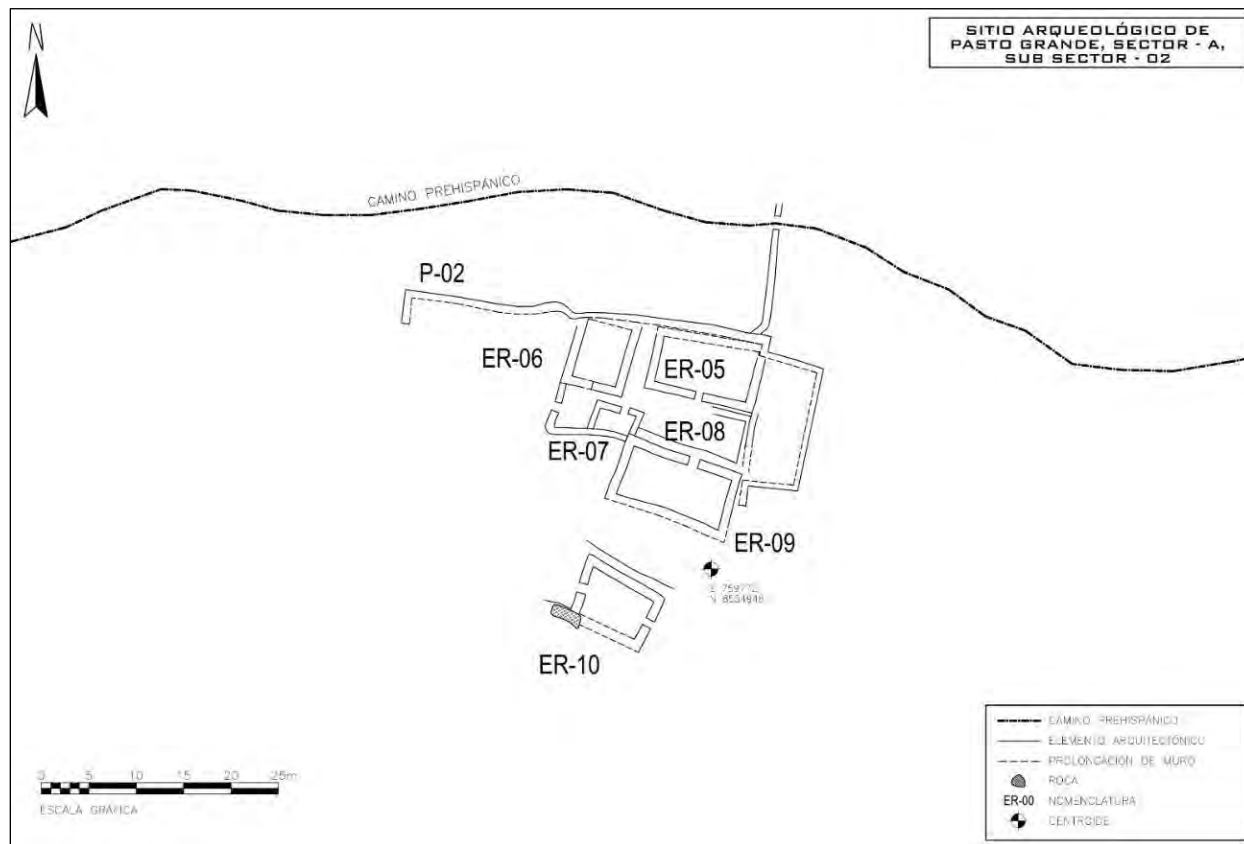 N
SITIO ARQUEOLÓGICO DE
PASTO GRANDE, SECTOR - A,
SUB SECTOR - 02
CAMINO PREHISPÁNICO
P-02
ER-06
ER-05
ER-08
ER-07
ER-09
ER-10
0 5 10 15 20 25m
ESCALA GRÁFICA
CAMINO PREHISPÁNICO
ELEMENTO ARQUITECTÓNICO
PROLONGACION DE MURO
ROCA
ER-00 NOMENCLATURA
CENTROIDE